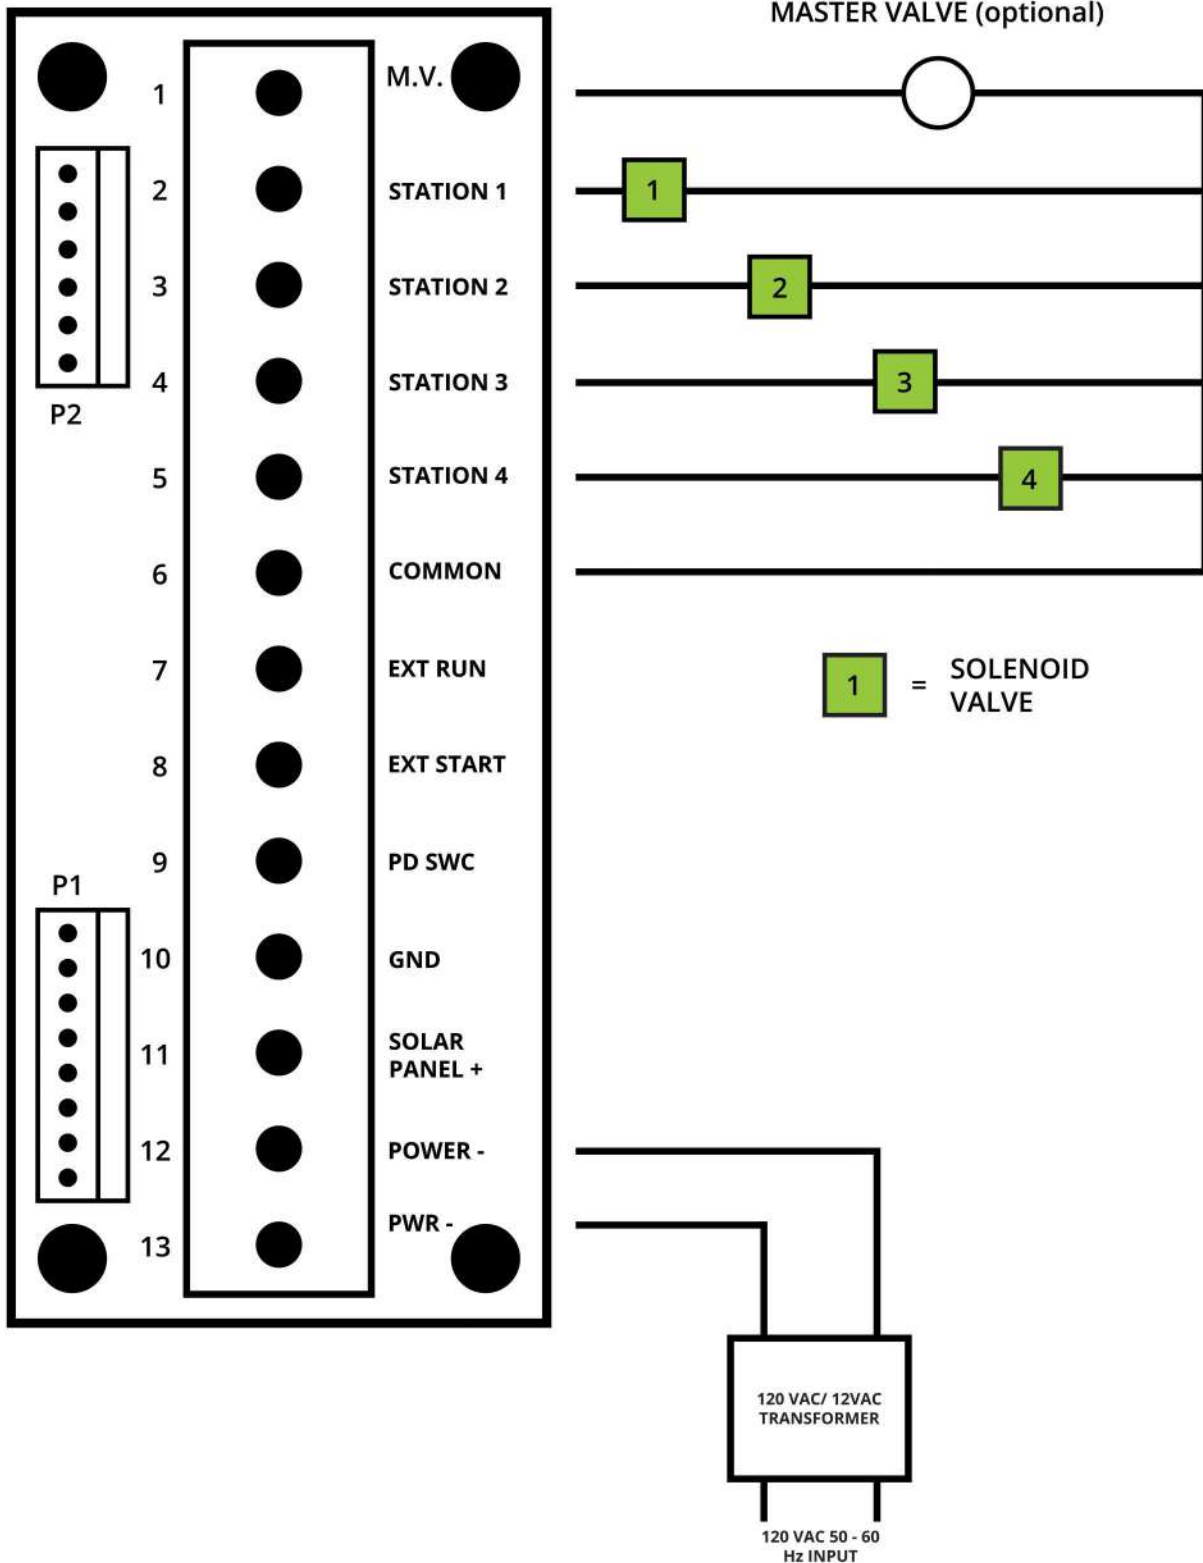 MASTER VALVE (optional)
1
M.V.
2
STATION 1
1
3
STATION 2
2
4
STATION 3
3
P2
5
STATION 4
4
6
COMMON
7
EXT RUN
1
=
SOLENOID
VALVE
8
EXT START
9
PD SWC
P1
10
GND
11
SOLAR
PANEL +
12
POWER -
13
PWR -
120 VAC/ 12VAC
TRANSFORMER
120 VAC 50 - 60
Hz INPUT